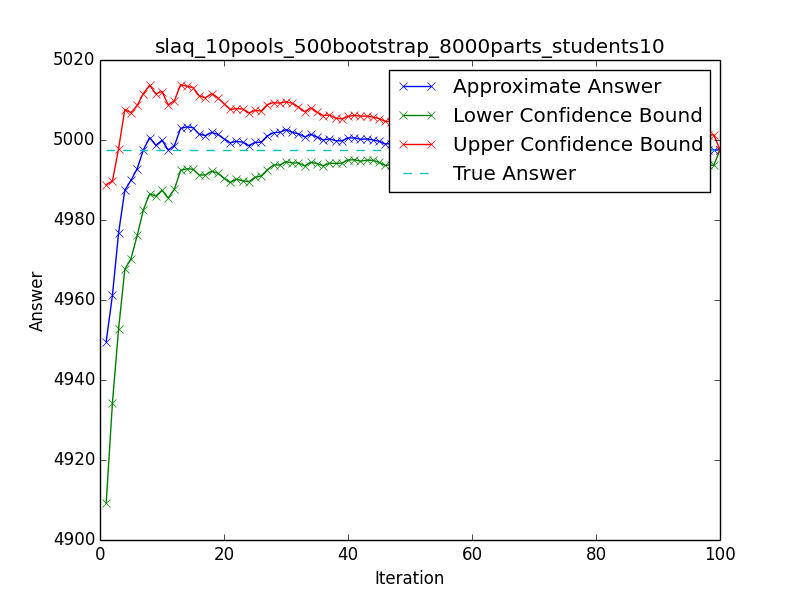 slaq_10pools_500bootstrap_8000parts_students10
5020
5000
4980
4960
4940
4920
4900
Answer
Approximate Answer
Lower Confidence Bound
Upper Confidence Bound
True Answer
0 20 40 60 80 100
Iteration